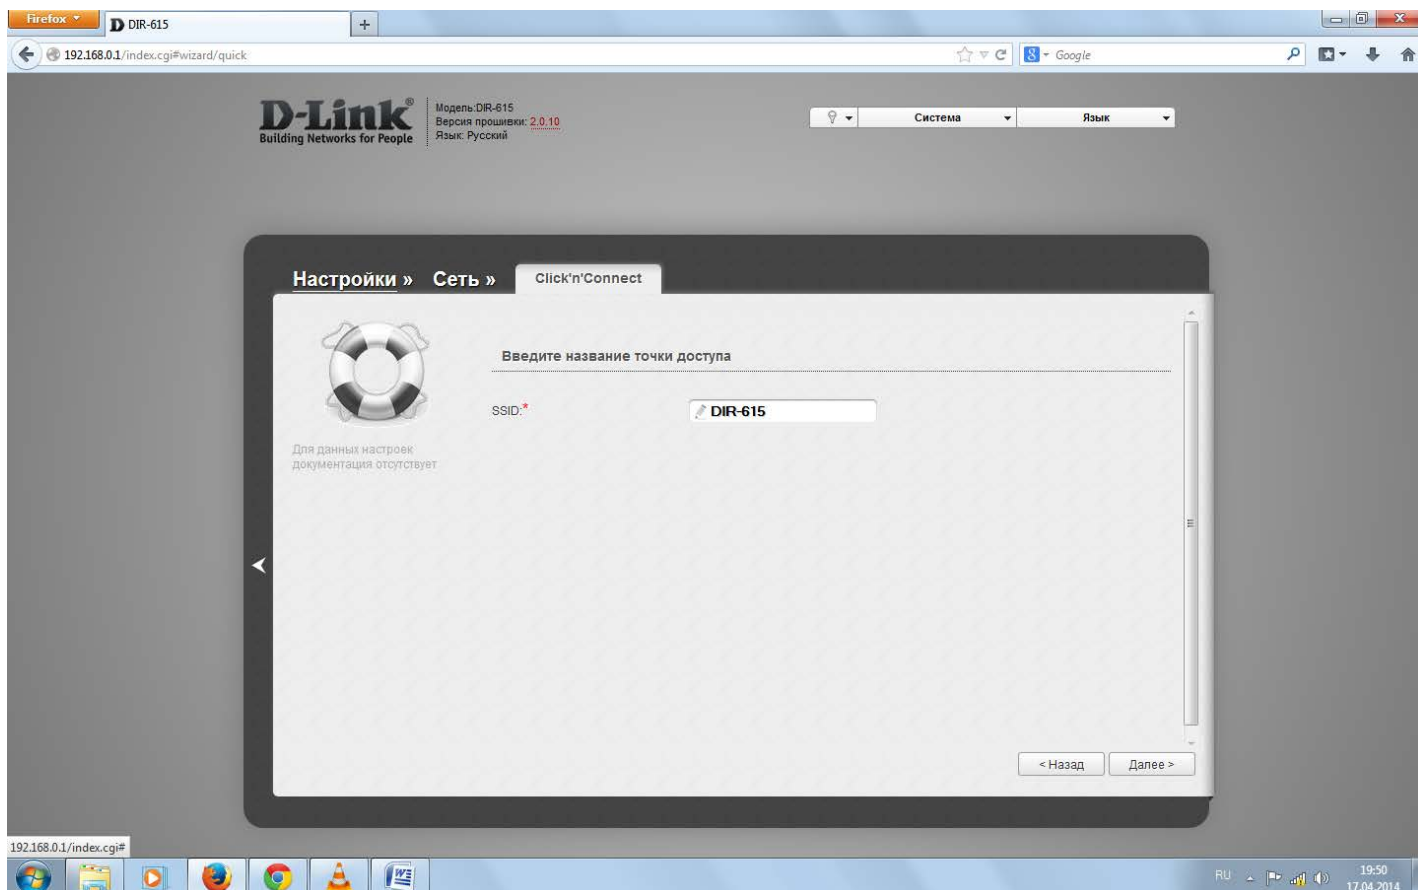 Firefox
DIR-615
192.168.0.1/index.cgi#wizard/quick
Google
D-Link®
Building Networks for People
Модель:DIR-615
Версия прошивки: 2.0.10
Язык: Русский
Система
Язык
Настройки »
Сеть »
Click'n'Connect
Введите название точки доступа
SSID:*
DIR-615
Для данных настроек
документация отсутствует
< Назад
Далее >
192.168.0.1/index.cgi#
RU
19:50
17.04.2014